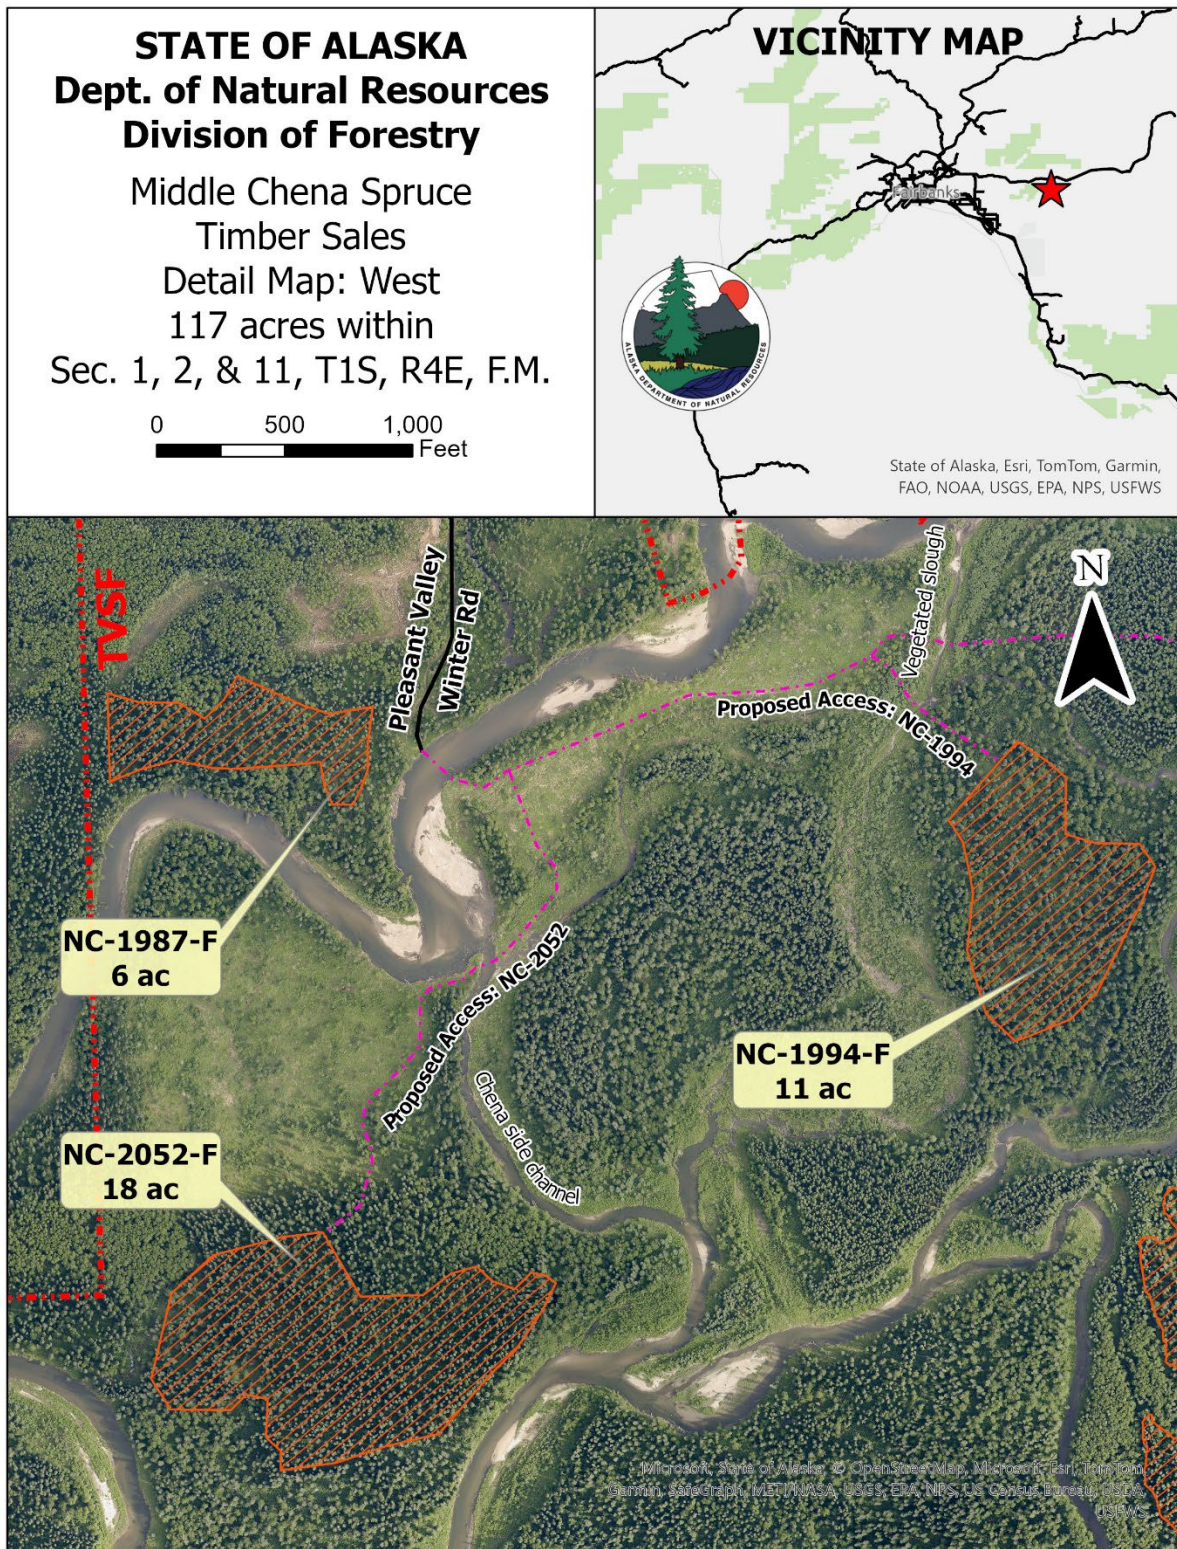 STATE OF ALASKA
Dept. of Natural Resources
Division of Forestry
Middle Chena Spruce
Timber Sales
Detail Map: West
117 acres within
Sec. 1, 2, & 11, T1S, R4E, F.M.
0 500 1,000
Feet
VICINITY MAP
Fairbanks
ALASKA DEPARTMENT OF NATURAL RESOURCES
State of Alaska, Esri, TomTom, Garmin,
FAO, NOAA, USGS, EPA, NPS, USFWS
TVSF
Pleasant Valley
Winter Rd
Vegetated slough
N
Proposed Access: NC-1994
NC-1987-F
6 ac
Proposed Access: NC-2052
NC-1994-F
11 ac
Chena side channel
NC-2052-F
18 ac
Microsoft, State of Alaska, © OpenStreetMap, Microsoft, Esri, TomTom,
Garmin, SafeGraph, METI/NASA, USGS, EPA, NPS, US Census Bureau, USDA,
USFWS